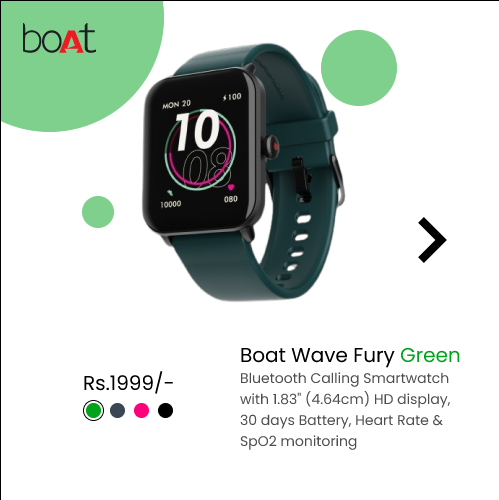 boAt
MON 20
100
10
08
10000
080
Rs.1999/-
Boat Wave Fury Green
Bluetooth Calling Smartwatch
with 1.83" (4.64cm) HD display,
30 days Battery, Heart Rate &
SpO2 monitoring